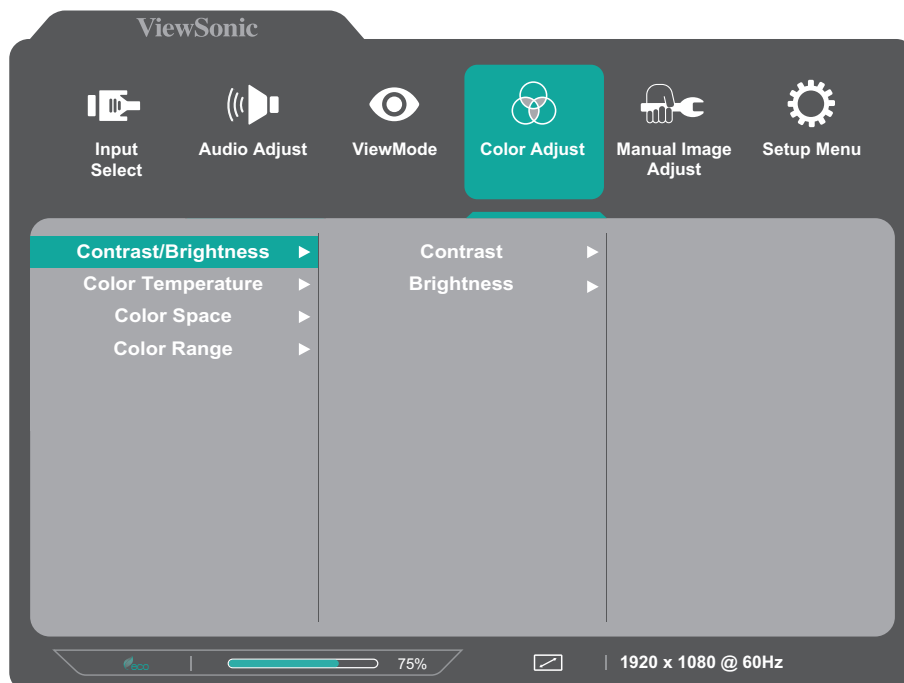 ViewSonic
Input
Select
Audio Adjust
ViewMode
Color Adjust
Manual Image
Adjust
Setup Menu
Contrast/Brightness
Color Temperature
Color Space
Color Range
Contrast
Brightness
eco
75%
1920 x 1080 @ 60Hz